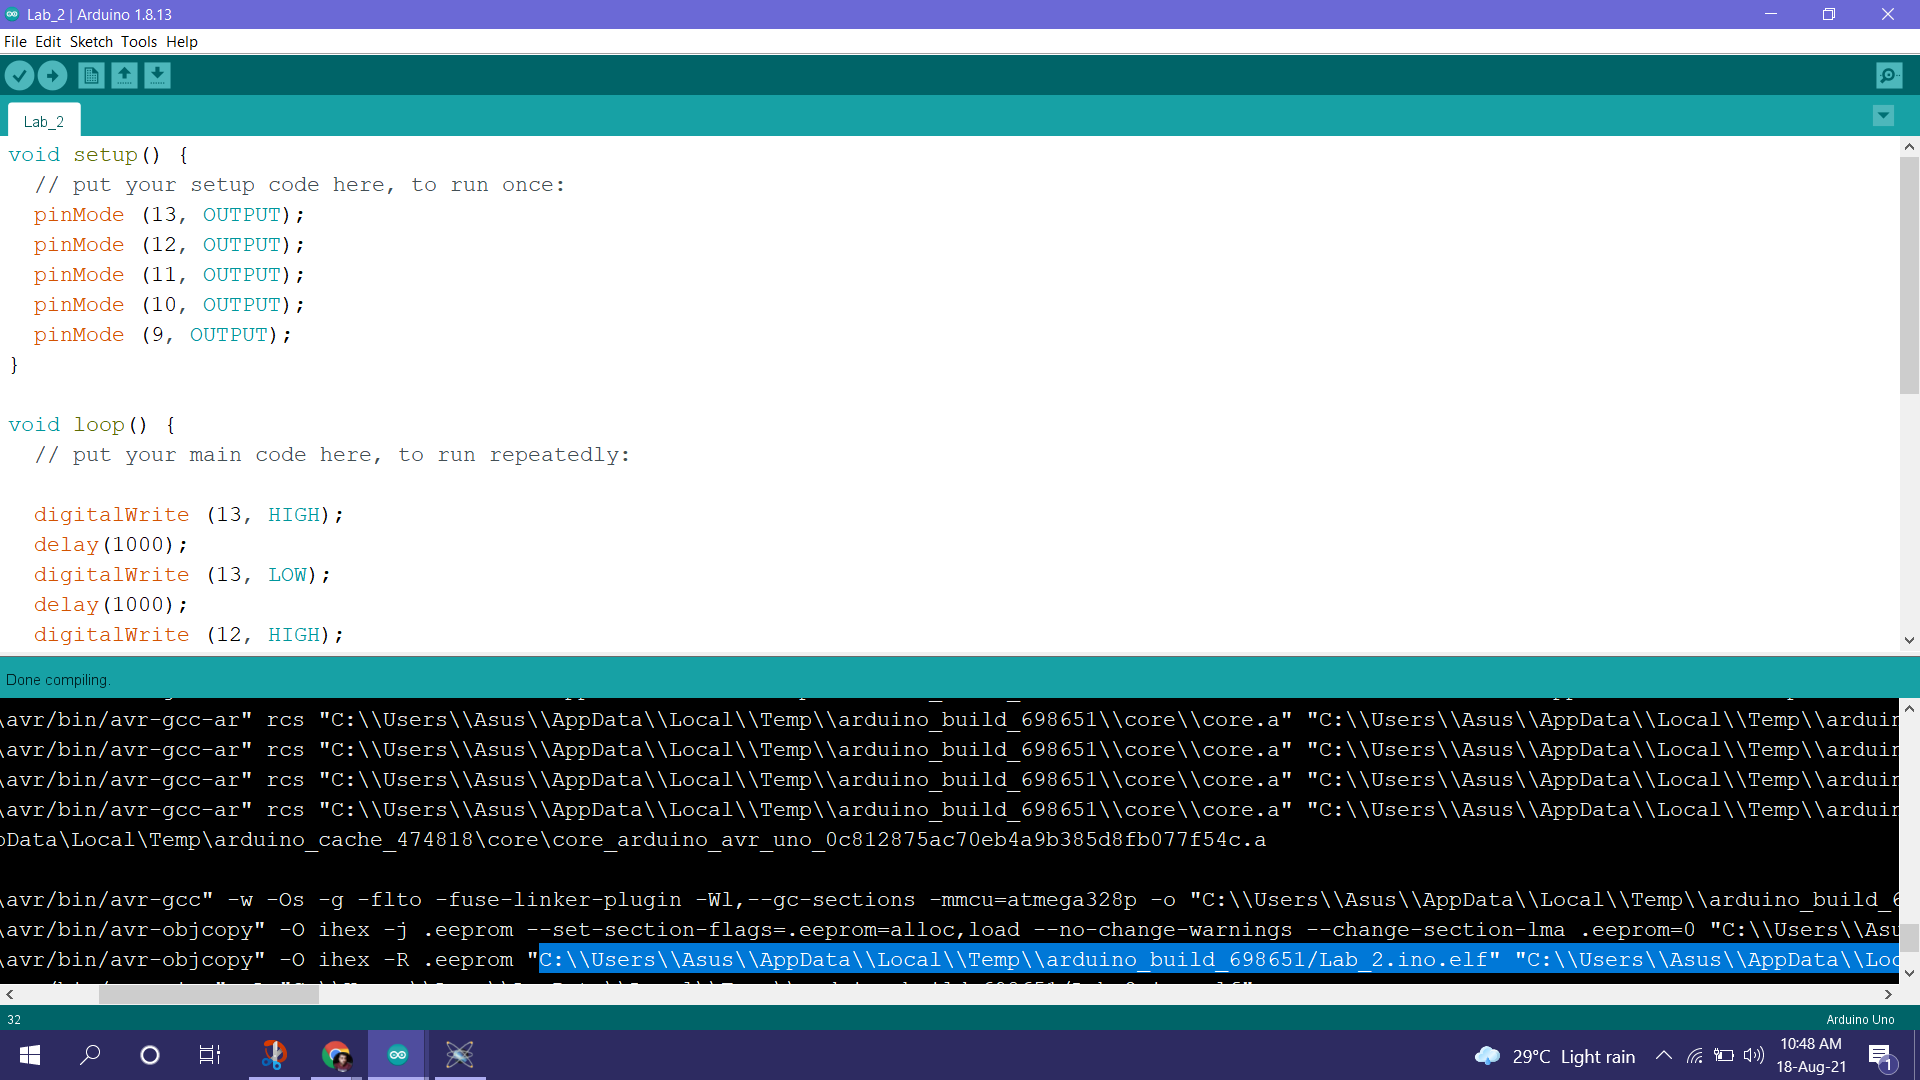 Lab_2 | Arduino 1.8.13
File Edit Sketch Tools Help
Lab_2
void setup() {
// put your setup code here, to run once:
pinMode (13, OUTPUT);
pinMode (12, OUTPUT);
pinMode (11, OUTPUT);
pinMode (10, OUTPUT);
pinMode (9, OUTPUT);
}
void loop() {
// put your main code here, to run repeatedly:
digitalWrite (13, HIGH);
delay(1000);
digitalWrite (13, LOW);
delay(1000);
digitalWrite (12, HIGH);
Done compiling.
\avr/bin/avr-gcc-ar" rcs "C:\\Users\\Asus\\AppData\\Local\\Temp\\arduino_build_698651\\core\\core.a" "C:\\Users\\Asus\\AppData\\Local\\Temp\\arduin
\avr/bin/avr-gcc-ar" rcs "C:\\Users\\Asus\\AppData\\Local\\Temp\\arduino_build_698651\\core\\core.a" "C:\\Users\\Asus\\AppData\\Local\\Temp\\arduin
\avr/bin/avr-gcc-ar" rcs "C:\\Users\\Asus\\AppData\\Local\\Temp\\arduino_build_698651\\core\\core.a" "C:\\Users\\Asus\\AppData\\Local\\Temp\\arduin
\avr/bin/avr-gcc-ar" rcs "C:\\Users\\Asus\\AppData\\Local\\Temp\\arduino_build_698651\\core\\core.a" "C:\\Users\\Asus\\AppData\\Local\\Temp\\arduin
pData\Local\Temp\arduino_cache_474818\core\core_arduino_avr_uno_0c812875ac70eb4a9b385d8fb077f54c.a
\avr/bin/avr-gcc" -w -Os -g -flto -fuse-linker-plugin -Wl,--gc-sections -mmcu=atmega328p -o "C:\\Users\\Asus\\AppData\\Local\\Temp\\arduino_build_6
\avr/bin/avr-objcopy" -O ihex -j .eeprom --set-section-flags=.eeprom=alloc,load --no-change-warnings --change-section-lma .eeprom=0 "C:\\Users\\Asu
\avr/bin/avr-objcopy" -O ihex -R .eeprom "C:\\Users\\Asus\\AppData\\Local\\Temp\\arduino_build_698651/Lab_2.ino.elf" "C:\\Users\\Asus\\AppData\\Loc
32
Arduino Uno
29°C Light rain
10:48 AM
18-Aug-21
1